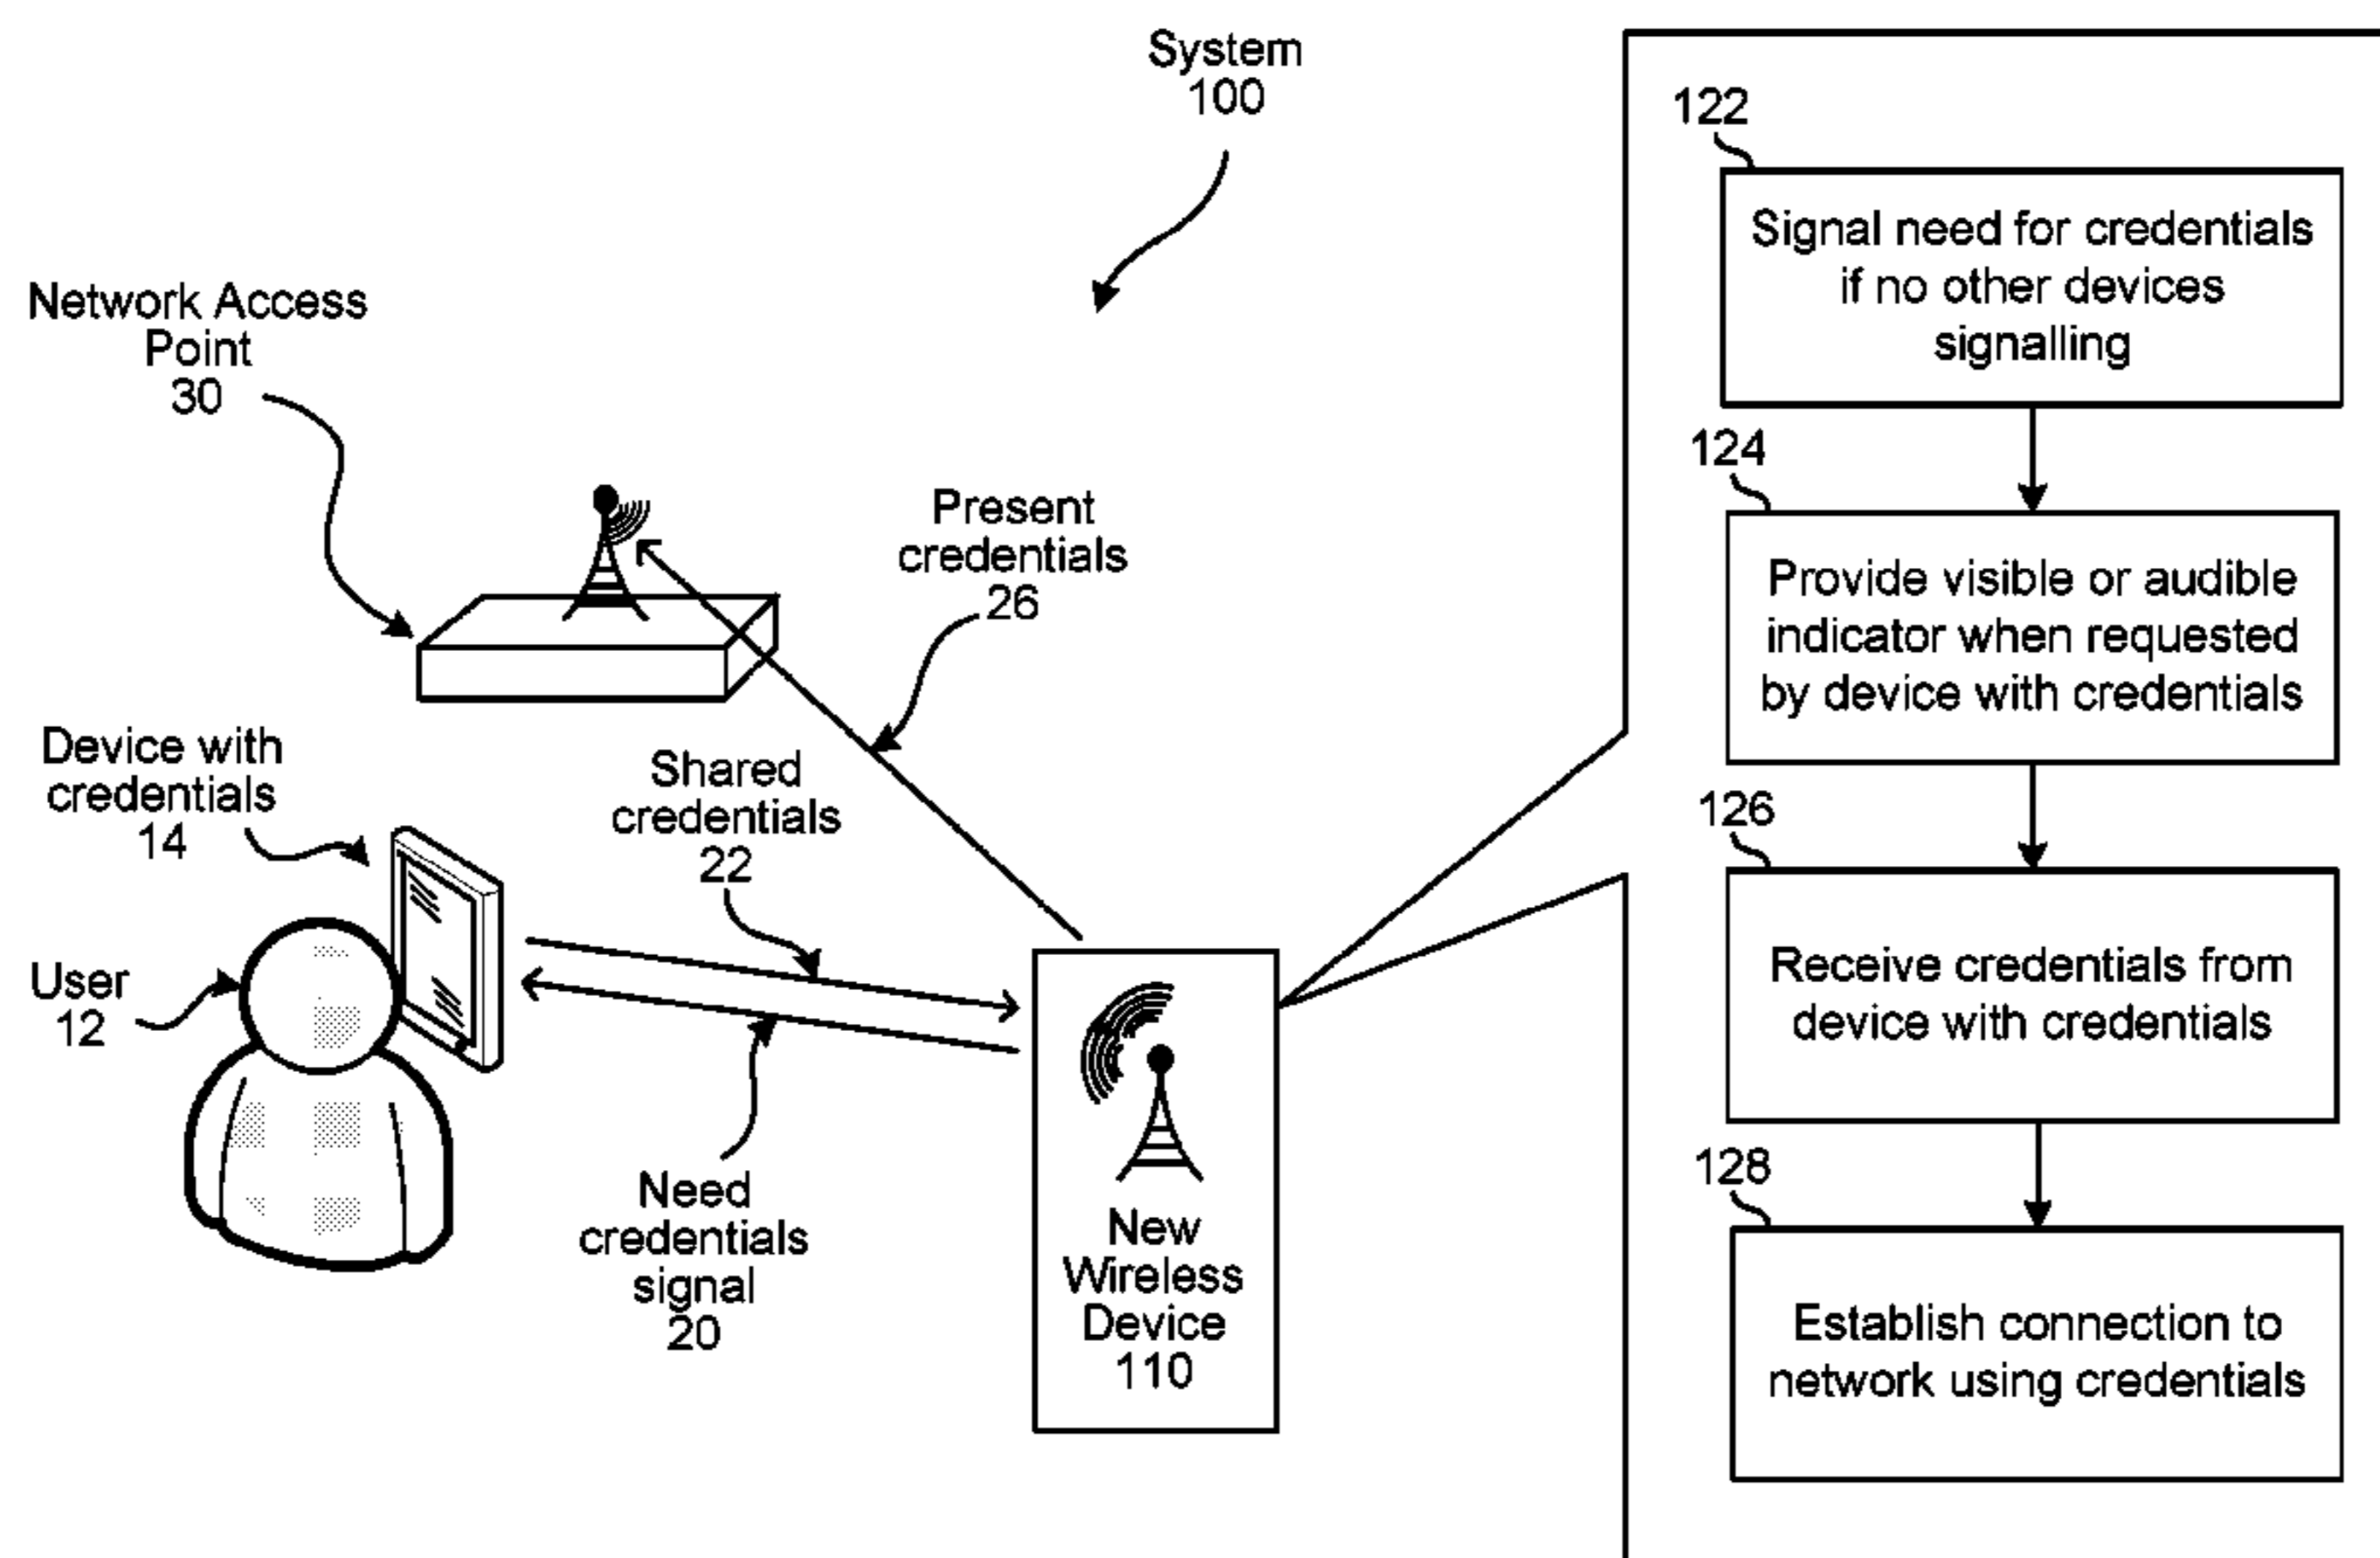 System
100
Network Access
Point
30
Present
credentials
26
Device with
credentials
14
Shared
credentials
22
User
12
Need
credentials
signal
20
New
Wireless
Device
110
122
Signal need for credentials
if no other devices
signalling
124
Provide visible or audible
indicator when requested
by device with credentials
126
Receive credentials from
device with credentials
128
Establish connection to
network using credentials